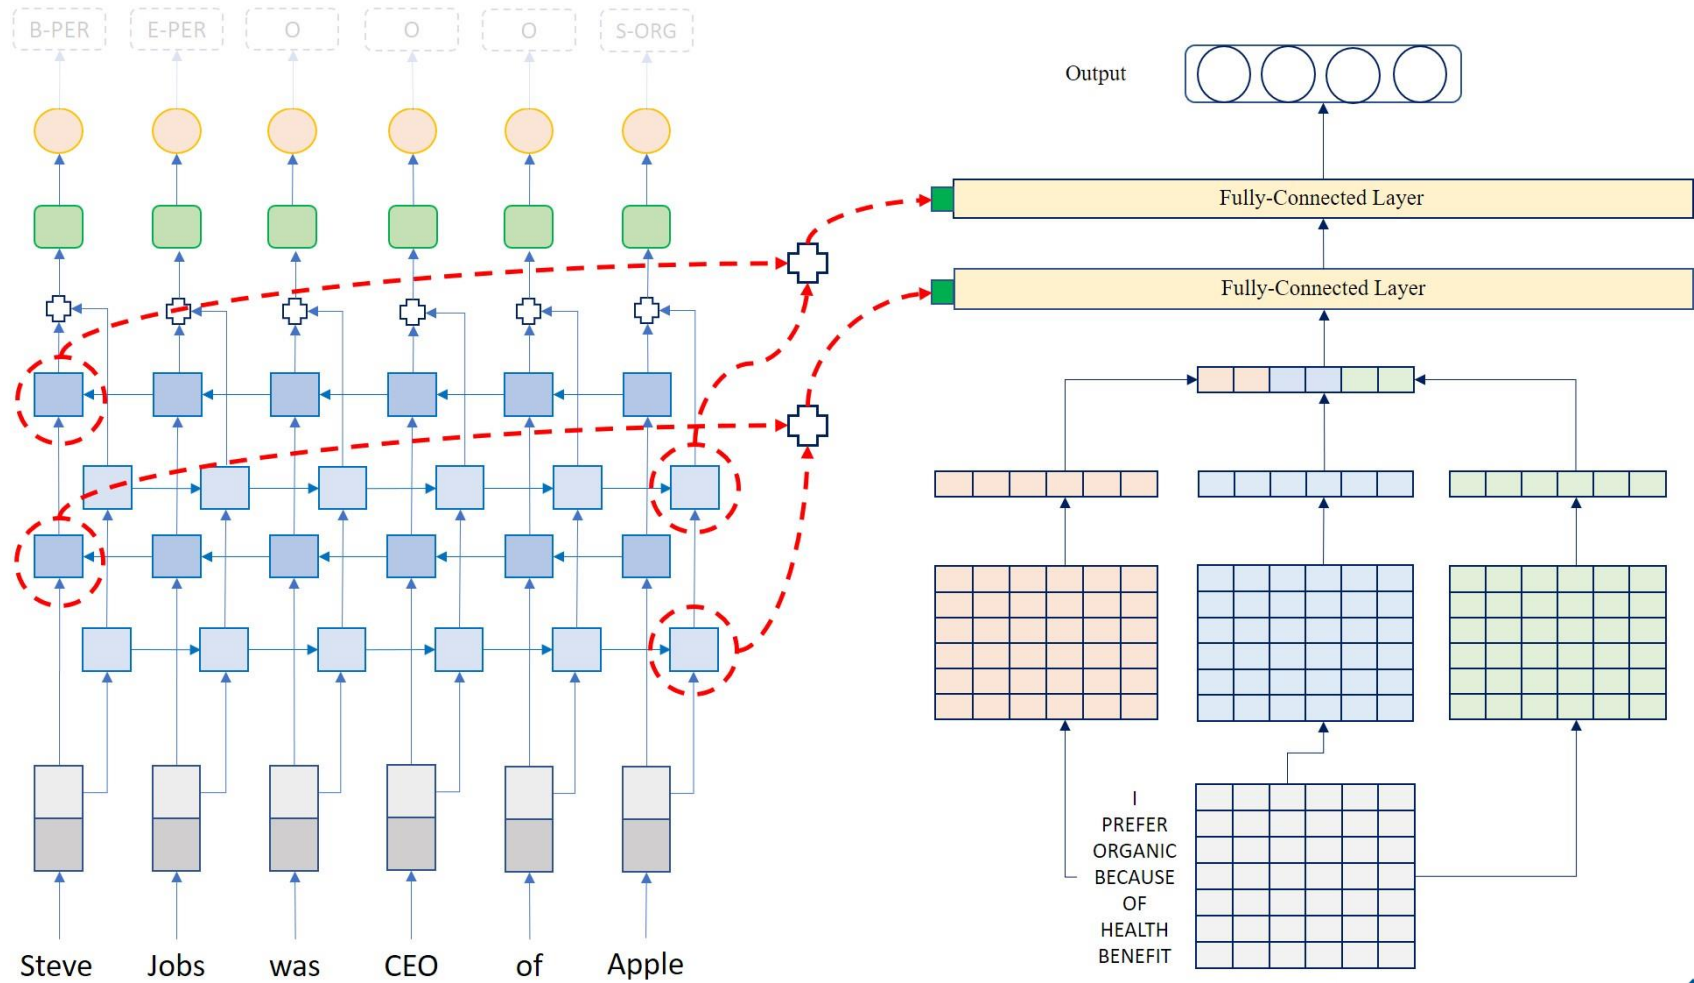 B-PER E-PER O O O S-ORG
Steve Jobs was CEO of Apple
Output
Fully-Connected Layer
Fully-Connected Layer
I
PREFER
ORGANIC
BECAUSE
OF
HEALTH
BENEFIT